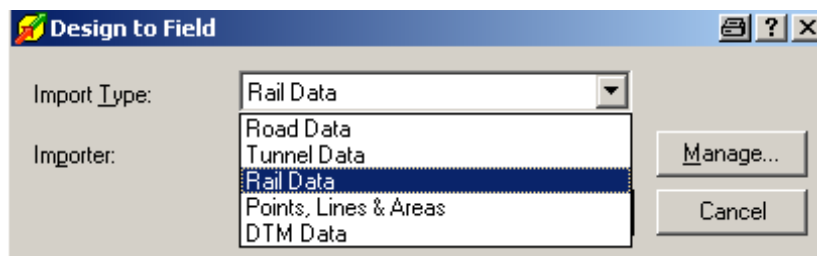 Design to Field
Import Type: Rail Data
Road Data
Importer: Tunnel Data Manage...
Rail Data
Points, Lines & Areas Cancel
DTM Data